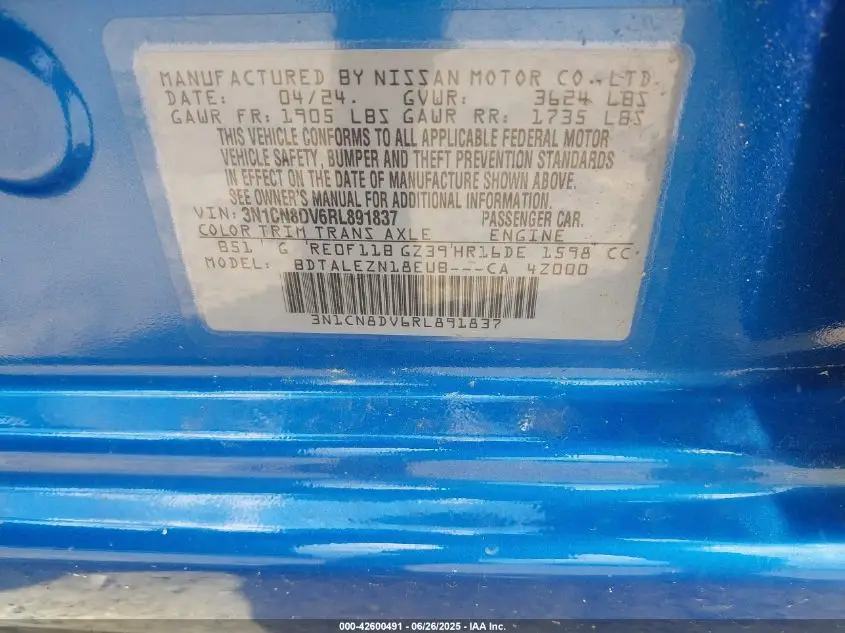 MANUFACTURED BY NISSAN MOTOR CO.,LTD.
DATE: 04/24. GVWR: 3624 LBS
GAWR FR: 1905 LBS GAWR RR: 1735 LBS
THIS VEHICLE CONFORMS TO ALL APPLICABLE FEDERAL MOTOR
VEHICLE SAFETY, BUMPER AND THEFT PREVENTION STANDARDS
IN EFFECT ON THE DATE OF MANUFACTURE SHOWN ABOVE.
SEE OWNER'S MANUAL FOR ADDITIONAL INFORMATION.
VIN: 3N1CN8DV6RL891837 PASSENGER CAR.
COLOR TRIM TRANS AXLE ENGINE
B51 G RE0F11B GZ39 HR16DE 1598 CC
MODEL: BDTALEZN18EUB---CA 4Z000
3N1CN8DV6RL891837
000-42600491 - 06/26/2025 - IAA Inc.